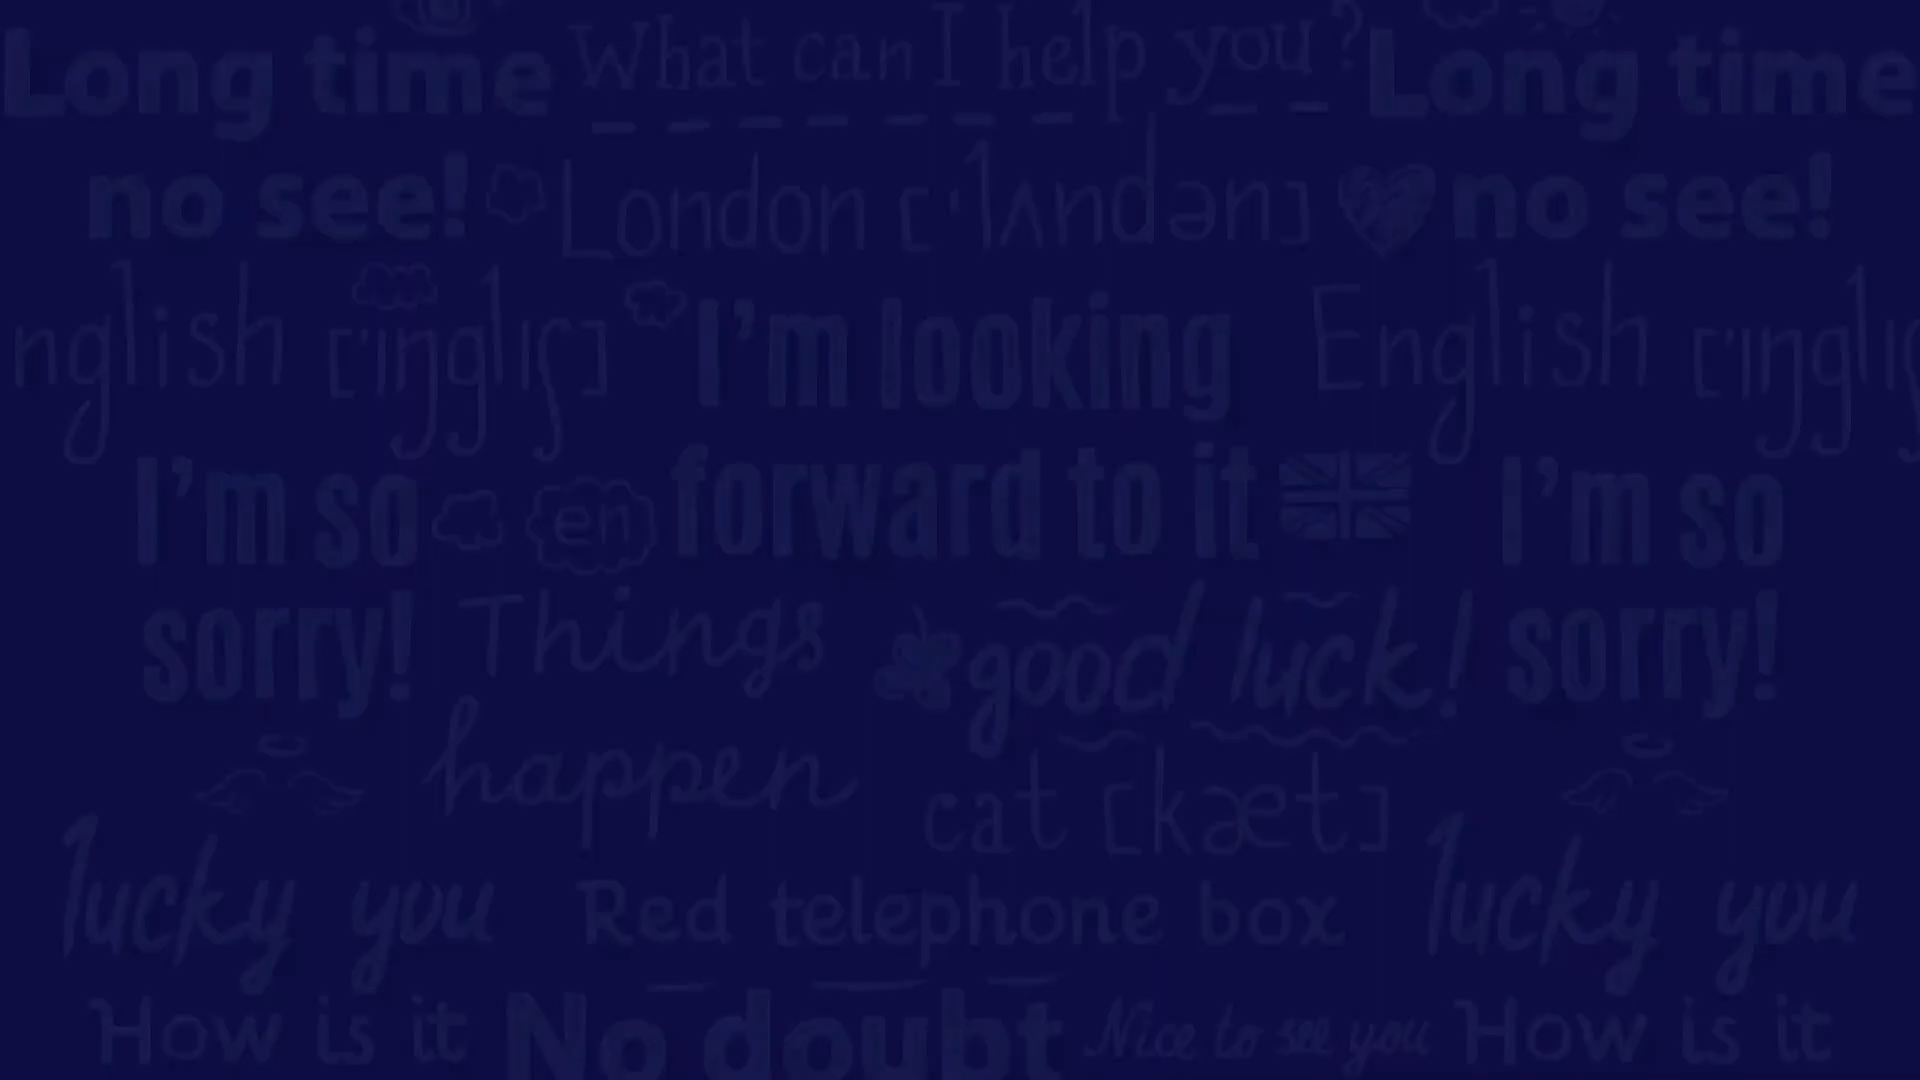 Long time What can I help you? Long time
no see! London [ˈlʌndən] no see!
nglish ['ıŋglıʃ] I'm looking English ['ıŋglıʃ
I'm so en forward to it I'm so
sorry! Things good luck! sorry!
happen cat [kæt]
lucky you Red telephone box lucky you
How is it No doubt Nice to see you How is it